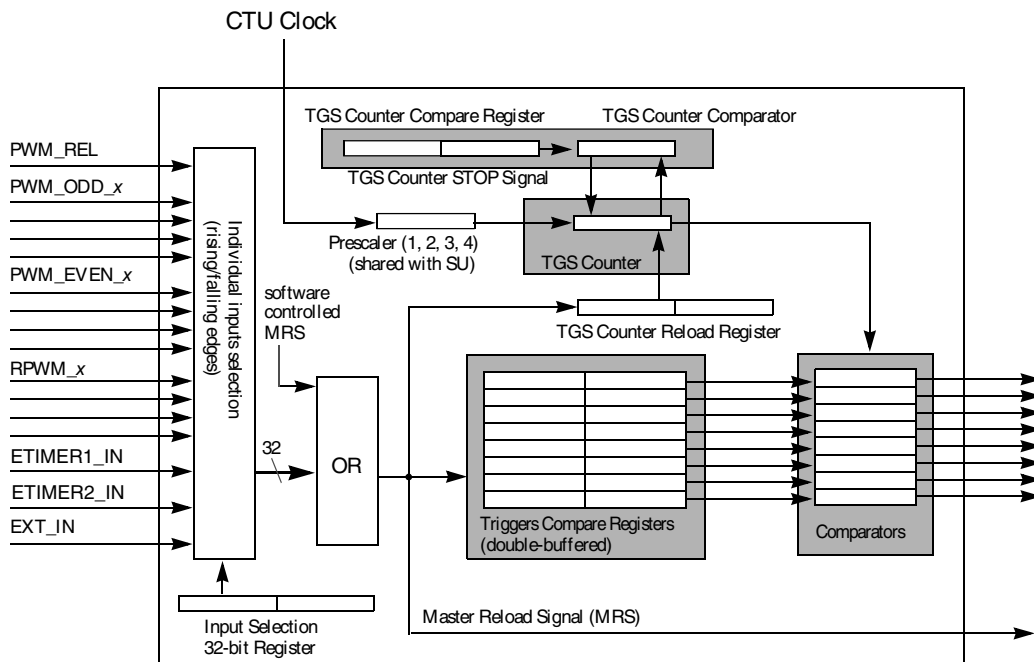 CTU Clock
TGS Counter Compare Register
TGS Counter Comparator
TGS Counter STOP Signal
PWM_REL
PWM_ODD_x
PWM_EVEN_x
RPWM_x
ETIMER1_IN
ETIMER2_IN
EXT_IN
Individual inputs selection
(rising/falling edges)
Prescaler (1, 2, 3, 4)
(shared with SU)
TGS Counter
software
controlled
MRS
TGS Counter Reload Register
32
OR
Triggers Compare Registers
(double-buffered)
Comparators
Input Selection
32-bit Register
Master Reload Signal (MRS)